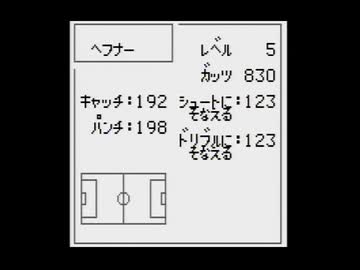 ヘフナー
レベル 5
ガッツ 830
キャッチ:192
パンチ:198
シュートに:123
そなえる
ドリブルに:123
そなえる